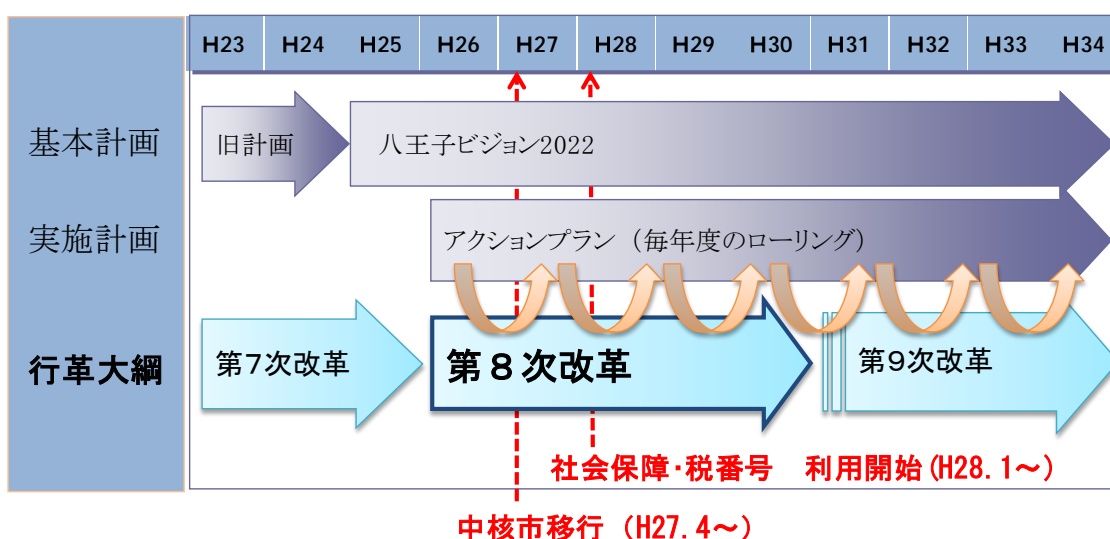 H23 H24 H25 H26 H27 H28 H29 H30 H31 H32 H33 H34
基本計画
旧計画
八王子ビジョン2022
実施計画
アクションプラン（毎年度のローリング）
行革大綱
第7次改革
第８次改革
第9次改革
社会保障・税番号　利用開始(H28.1～)
中核市移行（H27.4～）